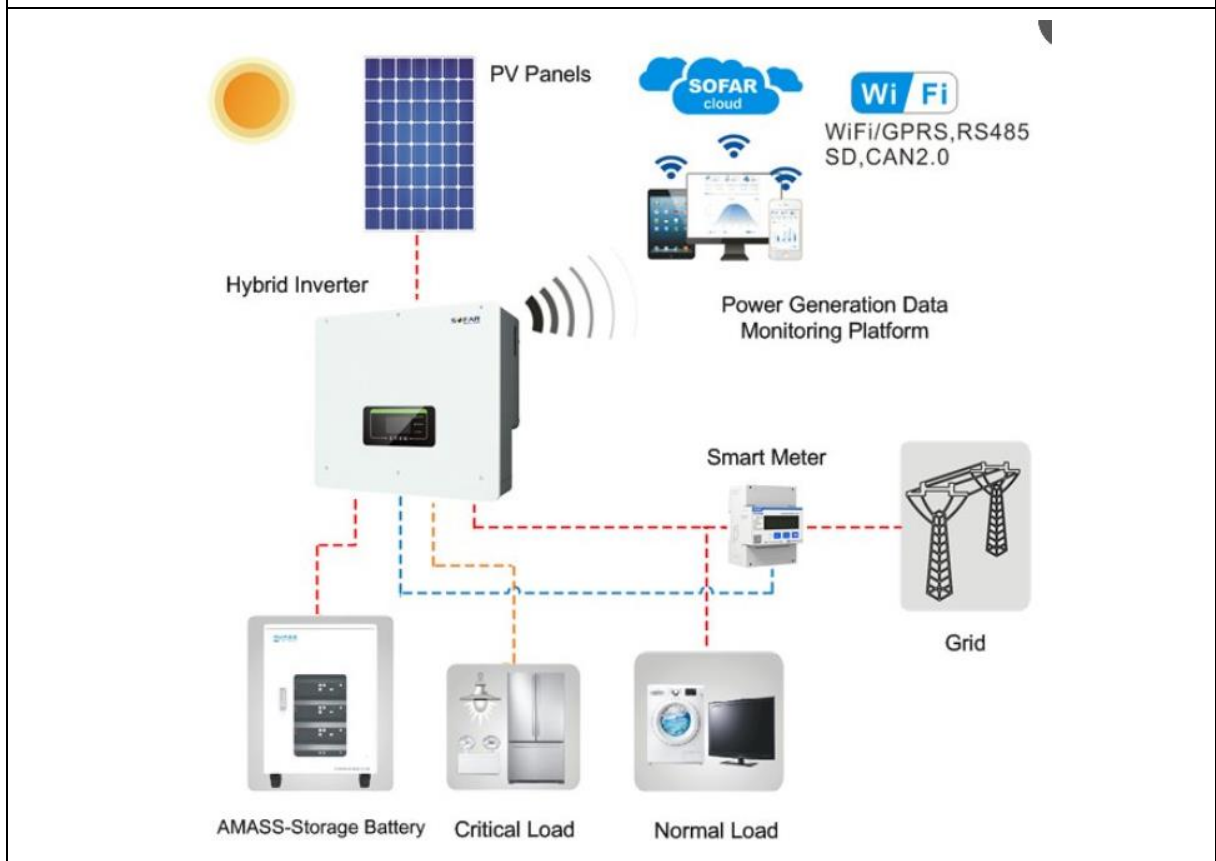 PV Panels
SOFAR
cloud
Wi Fi
WiFi/GPRS,RS485
SD,CAN2.0
Hybrid Inverter
SOFAR
Power Generation Data
Monitoring Platform
Smart Meter
Grid
AMASS-Storage Battery
Critical Load
Normal Load